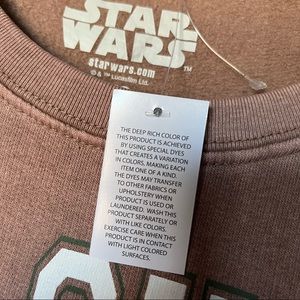 STAR
WARS™
starwars.com
© & ™ Lucasfilm Ltd.
THE DEEP RICH COLOR OF
THIS PRODUCT IS ACHIEVED
BY USING SPECIAL DYES
THAT CREATES A VARIATION
IN COLORS, MAKING EACH
ITEM ONE OF A KIND.
THE DYES MAY TRANSFER
TO OTHER FABRICS OR
UPHOLSTERY WHEN
PRODUCT IS USED OR
LAUNDERED. WASH THIS
PRODUCT SEPARATELY OR
WITH LIKE COLORS.
EXERCISE CARE WHEN THIS
PRODUCT IS IN CONTACT
WITH LIGHT COLORED
SURFACES.